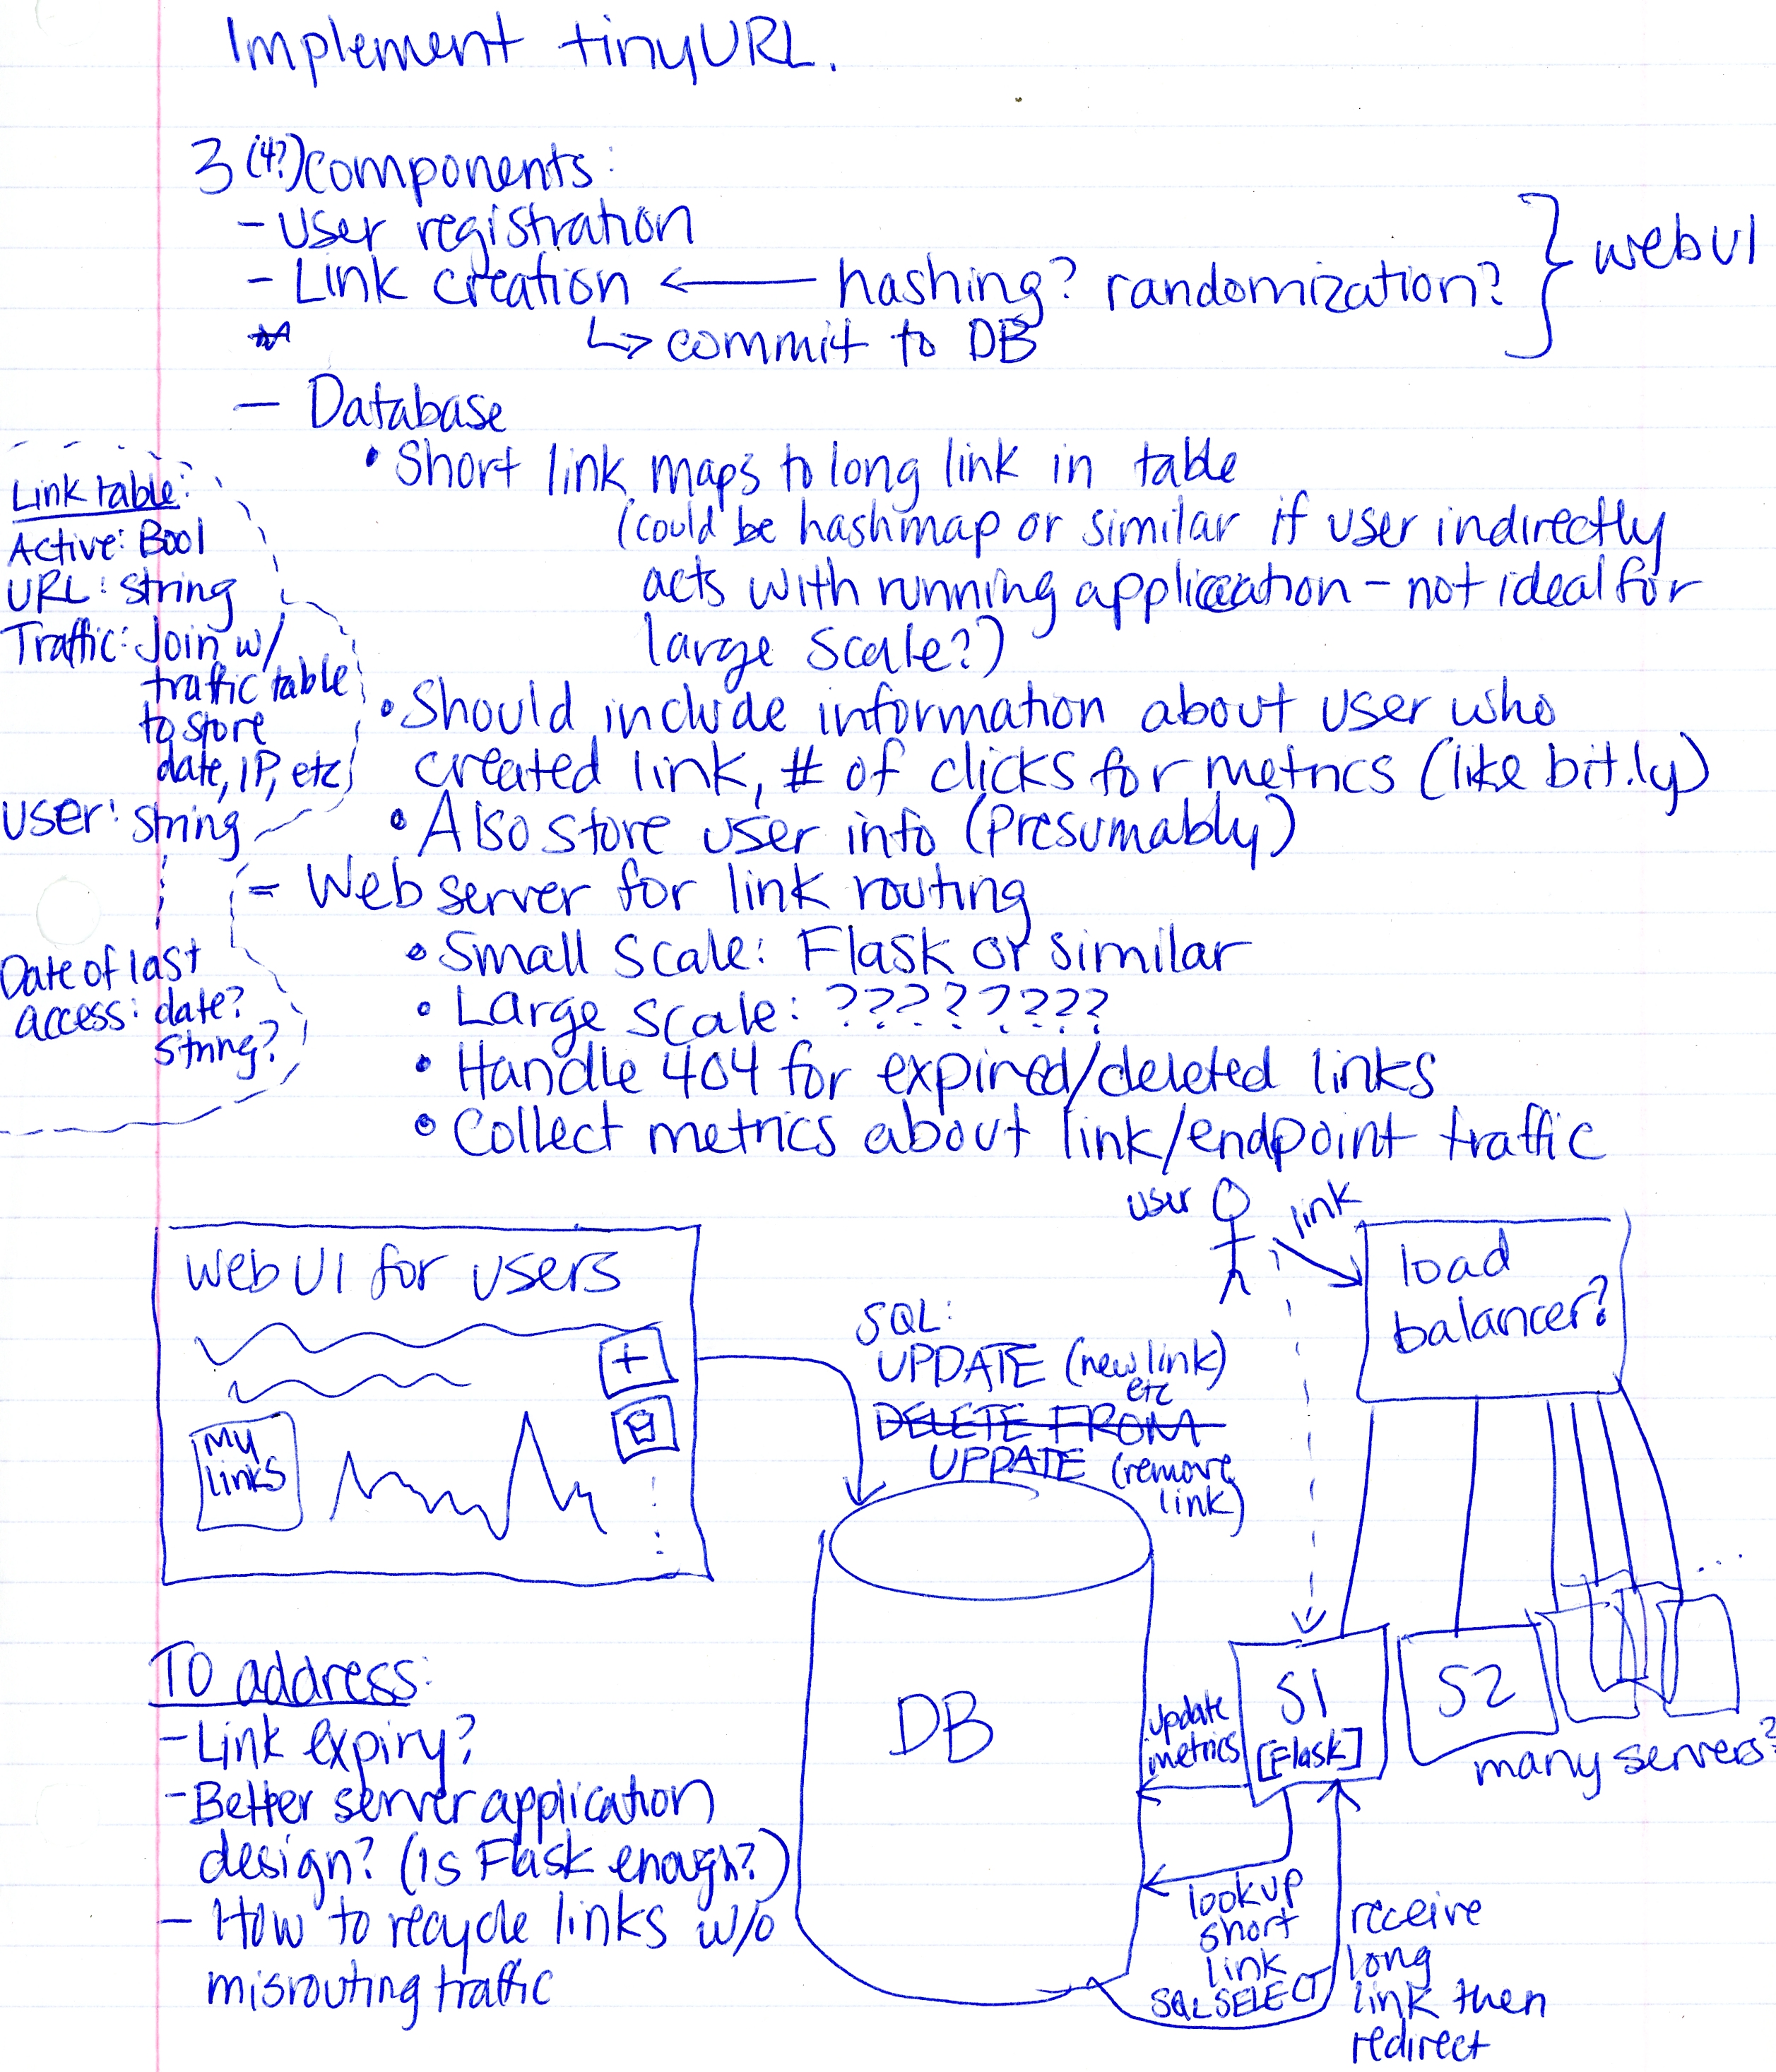 Implement tinyURL.
3 (4?) components:
- User registration
- Link creation ← hashing? randomization?
↳ commit to DB
web UI
- Database
• Short link maps to long link in table
(could be hashmap or similar if user indirectly
acts with running application - not ideal for
large scale?)
• Should include information about user who
created link, # of clicks for metrics (like bit.ly)
• Also store user info (presumably)
- Web server for link routing
• Small scale: Flask or similar
• Large scale: ????????
• Handle 404 for expired/deleted links
• Collect metrics about link/endpoint traffic
Link table:
Active: Bool
URL: string
Traffic: Join w/
traffic table
to store
date, IP, etc
User: string
Date of last
access: date?
string?
web UI for users
+
My
links
SQL:
UPDATE (new link)
etc
DELETE FROM
UPDATE (remove
link)
user
link
load
balancer?
DB
S1
[Flask]
S2
...
many servers?
update
metrics
lookup
short
link
SQL SELECT
receive
long
link then
redirect
To address:
- Link expiry?
- Better server application
design? (is Flask enough?)
- How to recycle links w/o
misrouting traffic